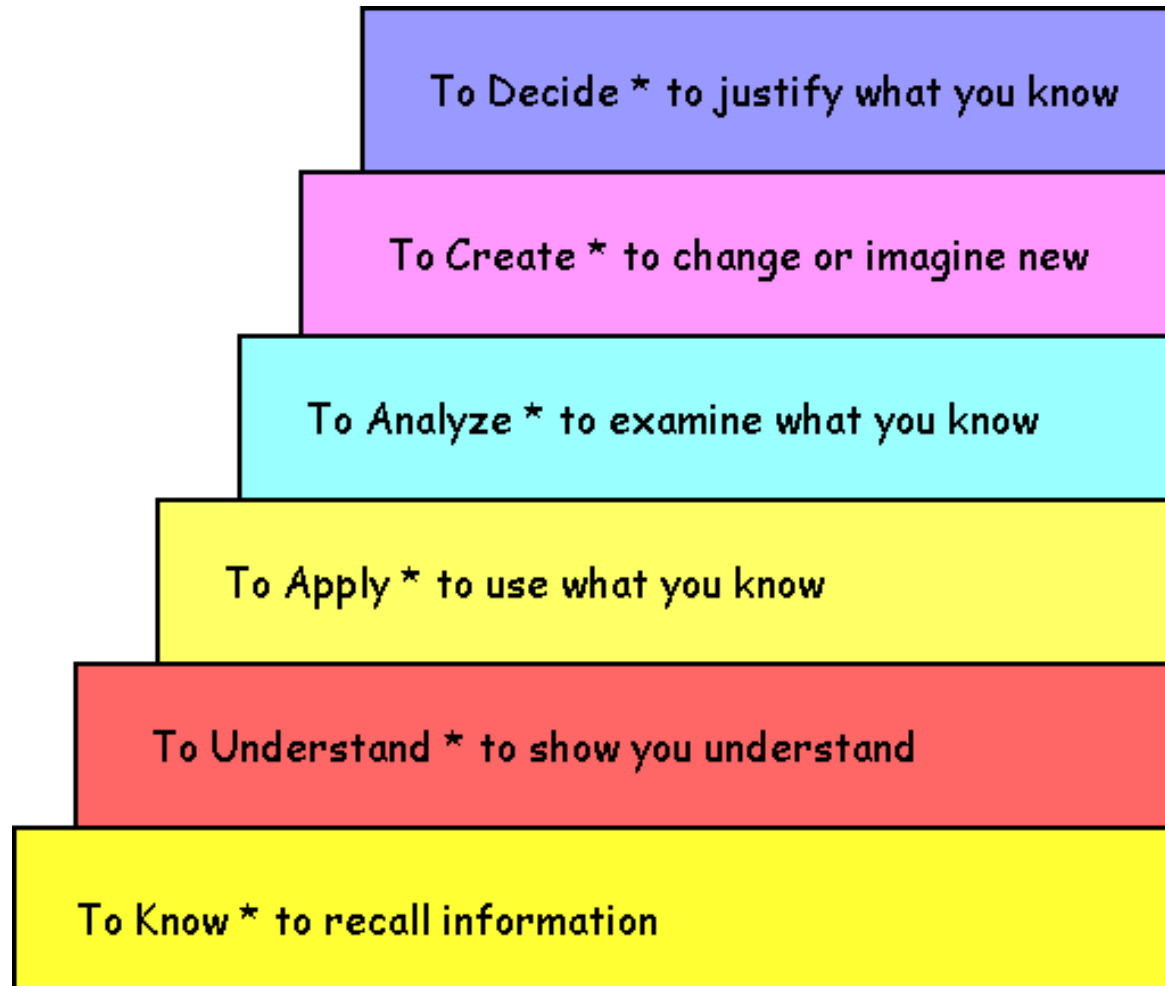 To Decide * to justify what you know
To Create * to change or imagine new
To Analyze * to examine what you know
To Apply * to use what you know
To Understand * to show you understand
To Know * to recall information